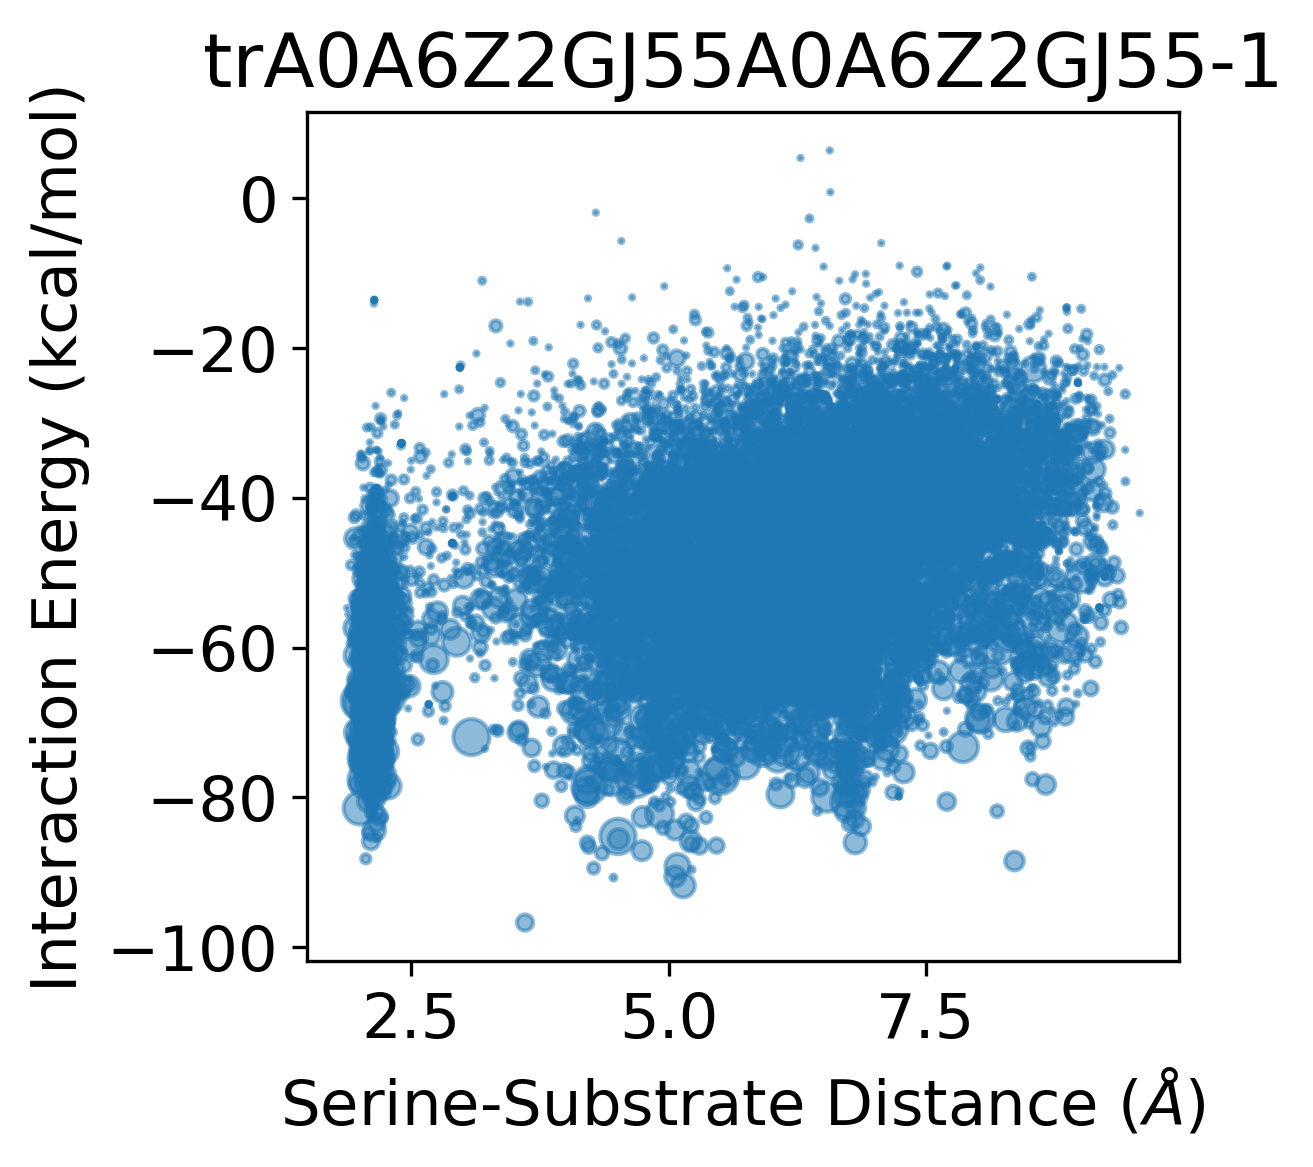 trA0A6Z2GJ55A0A6Z2GJ55-1
Interaction Energy (kcal/mol)
0
−20
−40
−60
−80
−100
2.5 5.0 7.5
Serine-Substrate Distance (Å)